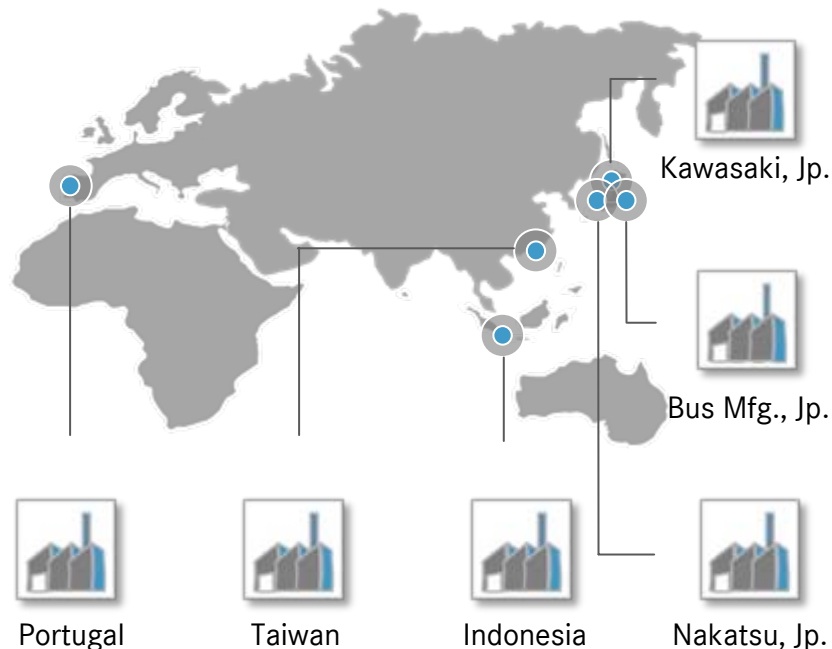 Kawasaki, Jp.
Bus Mfg., Jp.
Portugal
Taiwan
Indonesia
Nakatsu, Jp.